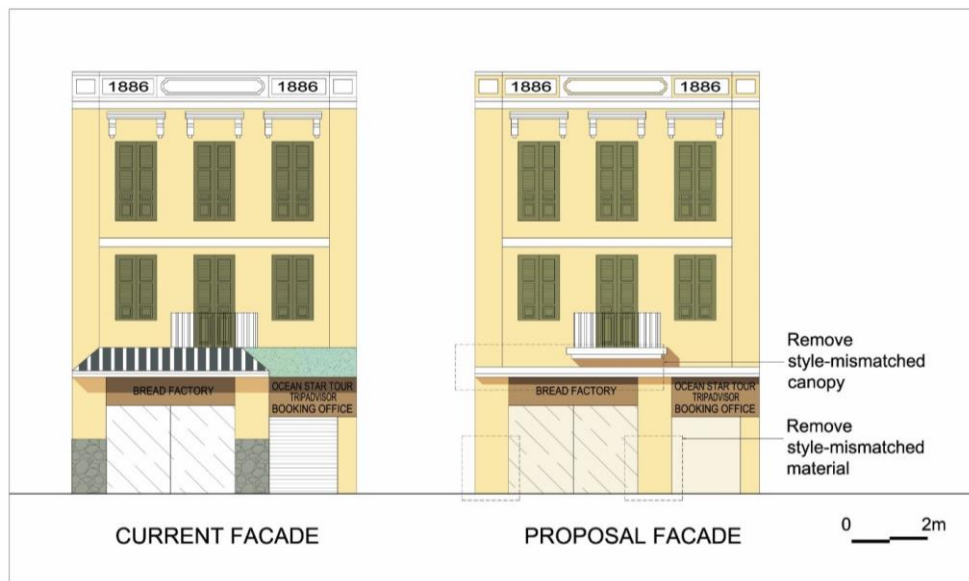 1886
1886
BREAD FACTORY
OCEAN STAR TOUR
TRIPADVISOR
BOOKING OFFICE
CURRENT FACADE
1886
1886
BREAD FACTORY
OCEAN STAR TOUR
TRIPADVISOR
BOOKING OFFICE
Remove
style-mismatched
canopy
Remove
style-mismatched
material
PROPOSAL FACADE
0
2m